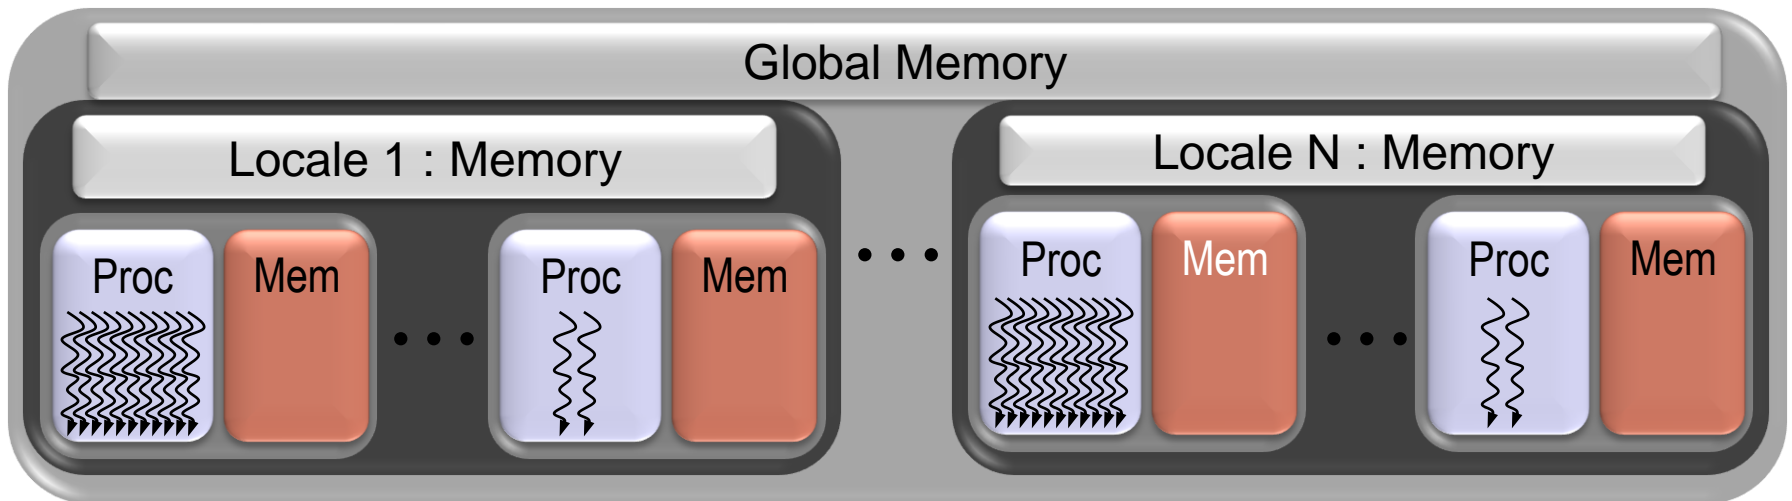 Global Memory
Locale 1 : Memory
Locale N : Memory
Proc
Mem
• • •
Proc
Mem
• • •
Proc
Mem
• • •
Proc
Mem